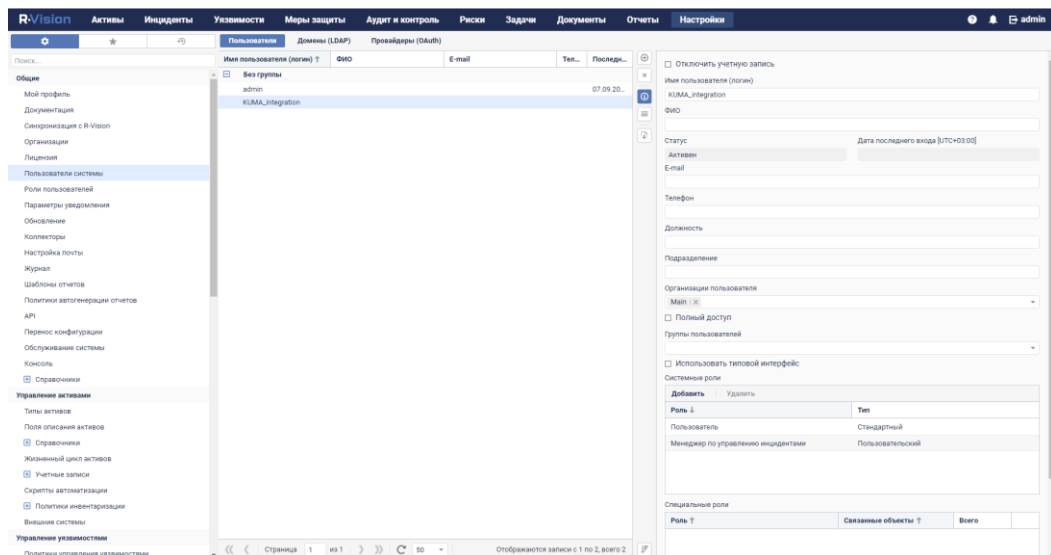 R·Vision Активы Инциденты Уязвимости Меры защиты Аудит и контроль Риски Задачи Документы Отчеты Настройки admin
Пользователи Домены (LDAP) Провайдеры (OAuth)
Поиск...
Общие
Мой профиль
Документация
Синхронизация с R-Vision
Организации
Лицензия
Пользователи системы
Роли пользователей
Параметры уведомления
Обновление
Коллекторы
Настройка почты
Журнал
Шаблоны отчетов
Политики автогенерации отчетов
API
Перенос конфигурации
Обслуживание системы
Консоль
Справочники
Управление активами
Типы активов
Поля описания активов
Справочники
Жизненный цикл активов
Учетные записи
Скрипты автоматизации
Политики инвентаризации
Внешние системы
Управление уязвимостями
Политики управления уязвимостями
Имя пользователя (логин) ↑ ФИО E-mail Тел... Последн...
Без группы
admin 07.09.20...
KUMA_integration
Страница 1 из 1 50 Отображаются записи с 1 по 2, всего 2
Отключить учетную запись
Имя пользователя (логин)
KUMA_integration
ФИО
Статус Дата последнего входа [UTC+03:00]
Активен
E-mail
Телефон
Должность
Подразделение
Организации пользователя
Main
Полный доступ
Группы пользователей
Использовать типовой интерфейс
Системные роли
Добавить Удалить
Роль ↓ Тип
Пользователь Стандартный
Менеджер по управлению инцидентами Пользовательский
Специальные роли
Роль ↑ Связанные объекты ↑ Всего